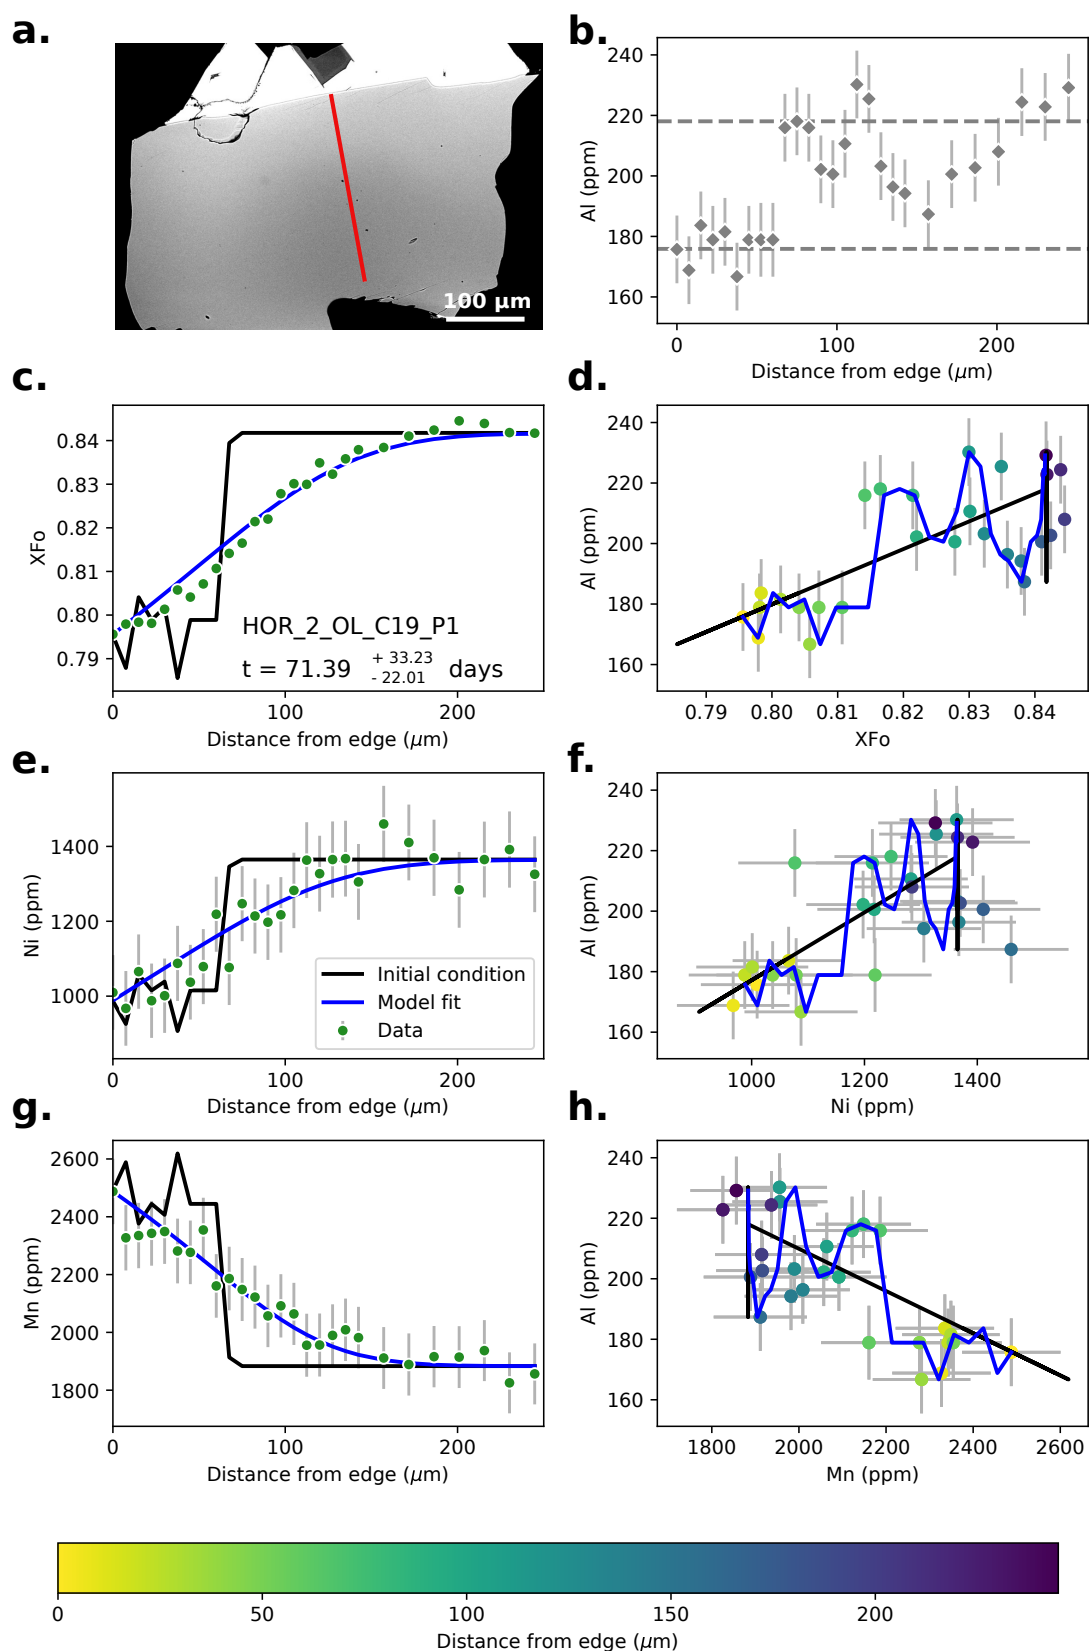 a.
100 μm
b.
240
220
200
180
160
Al (ppm)
0
100
200
Distance from edge (μm)
c.
0.84
0.83
0.82
0.81
0.80
0.79
XFo
HOR_2_OL_C19_P1
t = 71.39 + 33.23 - 22.01 days
0
100
200
Distance from edge (μm)
d.
240
220
200
180
160
Al (ppm)
0.79
0.80
0.81
0.82
0.83
0.84
XFo
e.
1400
1200
1000
Ni (ppm)
Initial condition
Model fit
Data
0
100
200
Distance from edge (μm)
f.
240
220
200
180
160
Al (ppm)
1000
1200
1400
Ni (ppm)
g.
2600
2400
2200
2000
1800
Mn (ppm)
0
100
200
Distance from edge (μm)
h.
240
220
200
180
160
Al (ppm)
1800
2000
2200
2400
2600
Mn (ppm)
0
50
100
150
200
Distance from edge (μm)